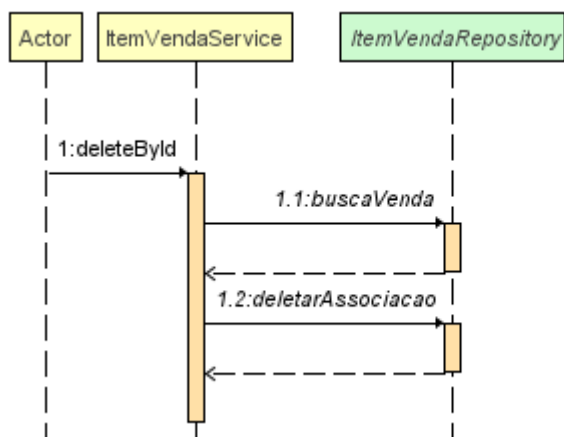 Actor
ItemVendaService
ItemVendaRepository
1:deleteById
1.1:buscaVenda
1.2:deletarAssociacao